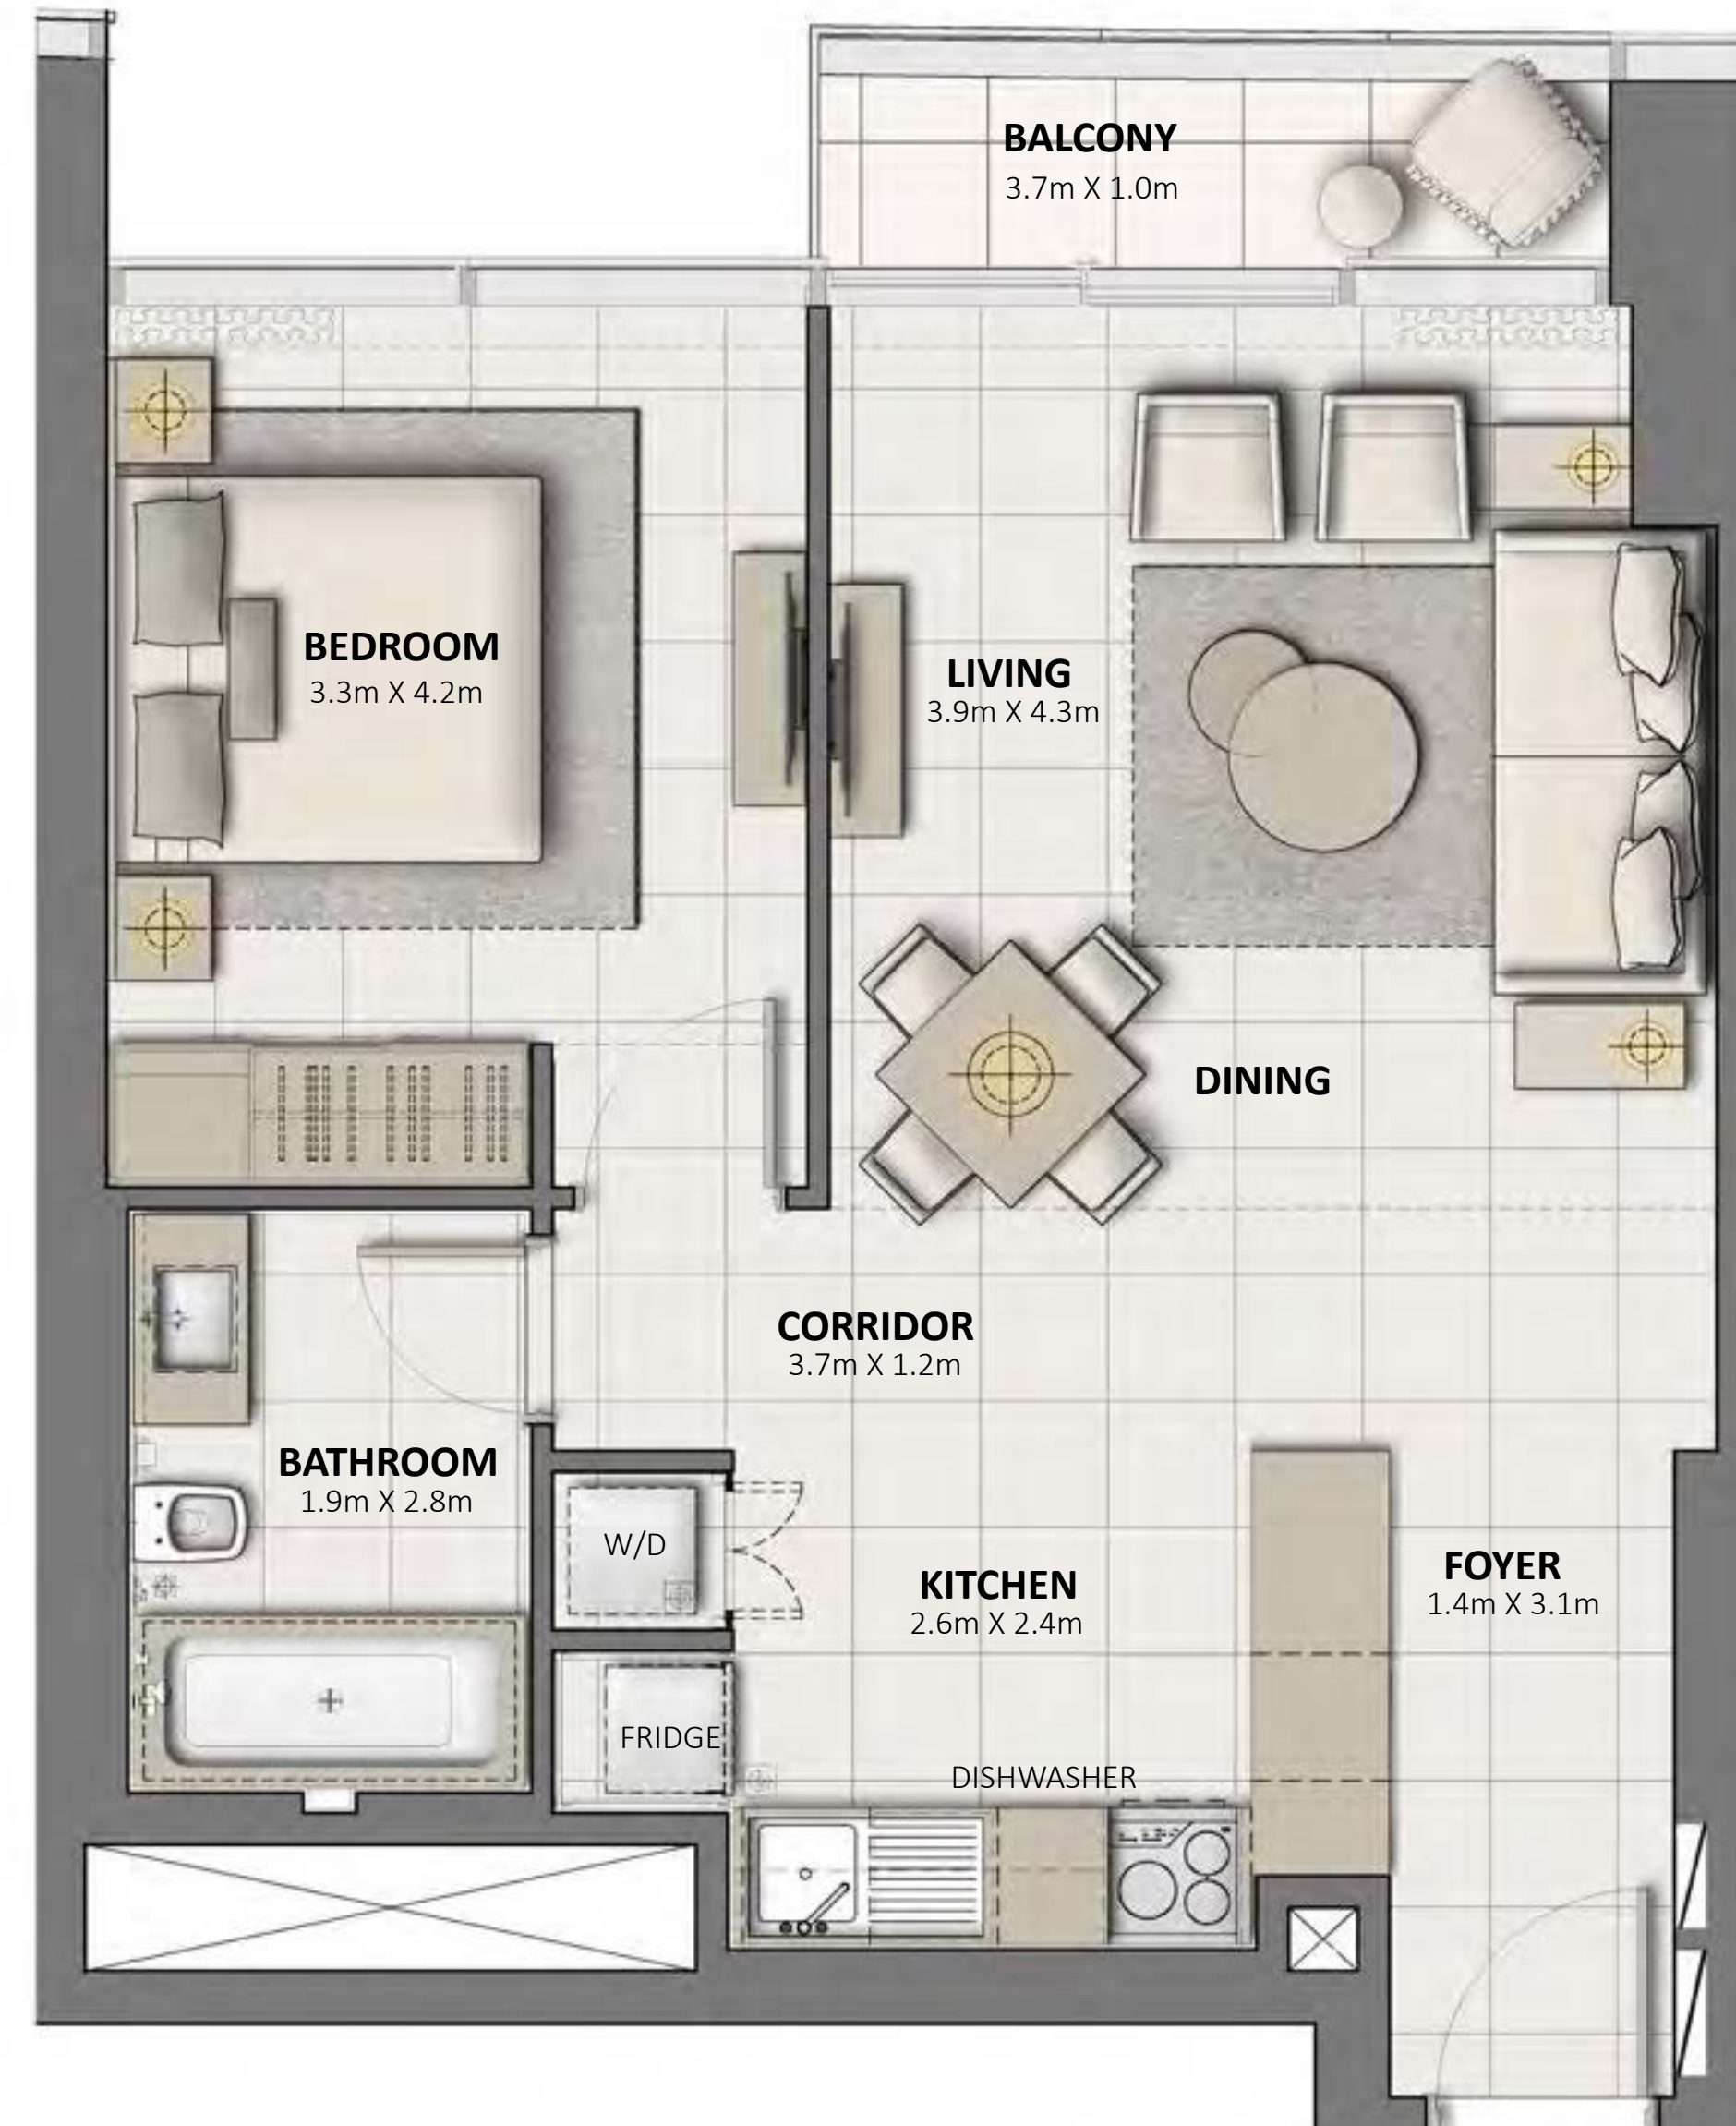 BALCONY
3.7m X 1.0m
BEDROOM
3.3m X 4.2m
LIVING
3.9m X 4.3m
DINING
CORRIDOR
3.7m X 1.2m
BATHROOM
1.9m X 2.8m
W/D
KITCHEN
2.6m X 2.4m
FOYER
1.4m X 3.1m
FRIDGE
DISHWASHER